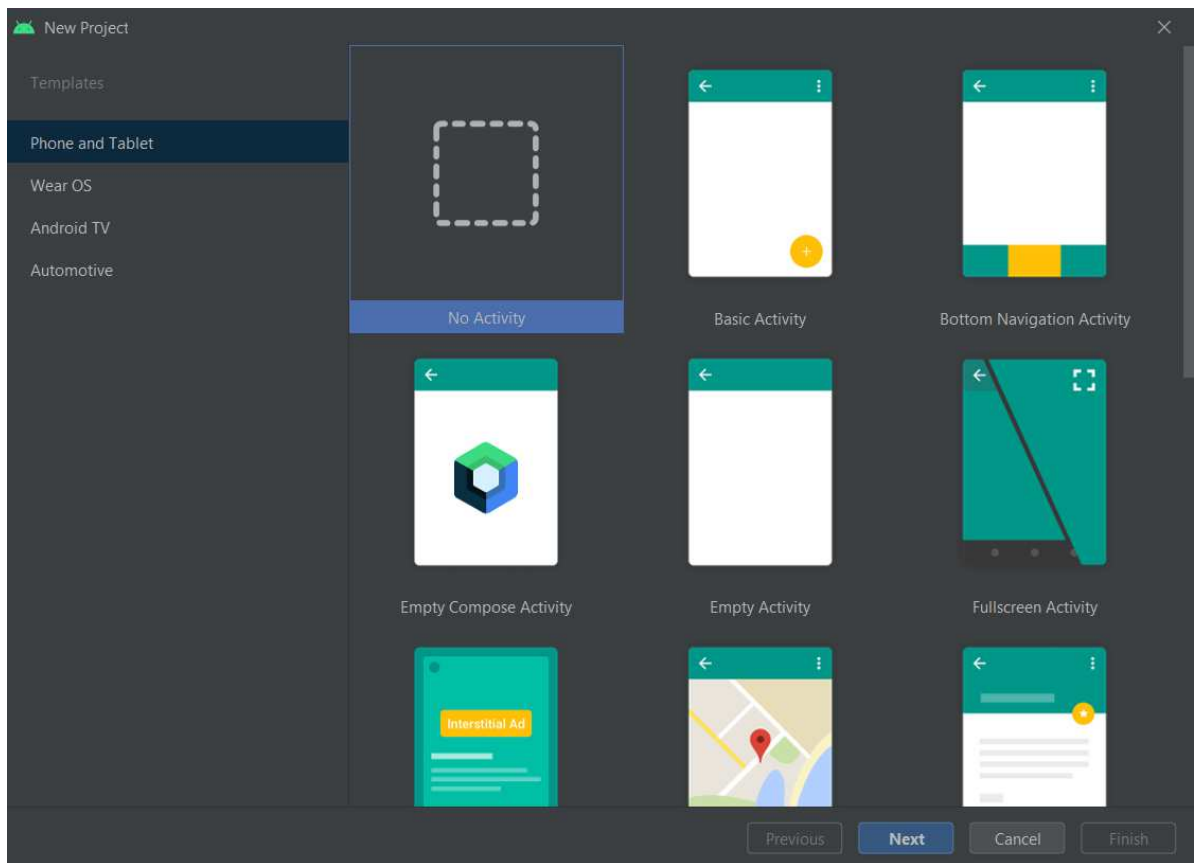 New Project
Templates
Phone and Tablet
Wear OS
Android TV
Automotive
No Activity
Basic Activity
Bottom Navigation Activity
Empty Compose Activity
Empty Activity
Fullscreen Activity
Interstitial Ad
Previous
Next
Cancel
Finish